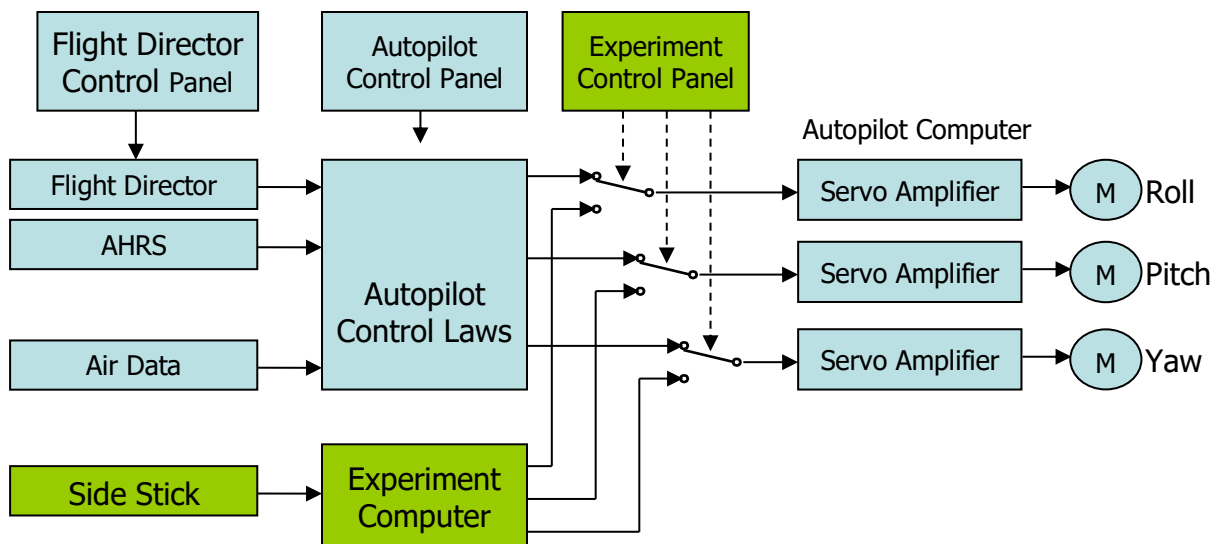 Flight Director
Control Panel
Autopilot
Control Panel
Experiment
Control Panel
Autopilot Computer
Flight Director
Servo Amplifier
M
Roll
AHRS
Autopilot
Control Laws
Servo Amplifier
M
Pitch
Air Data
Servo Amplifier
M
Yaw
Side Stick
Experiment
Computer